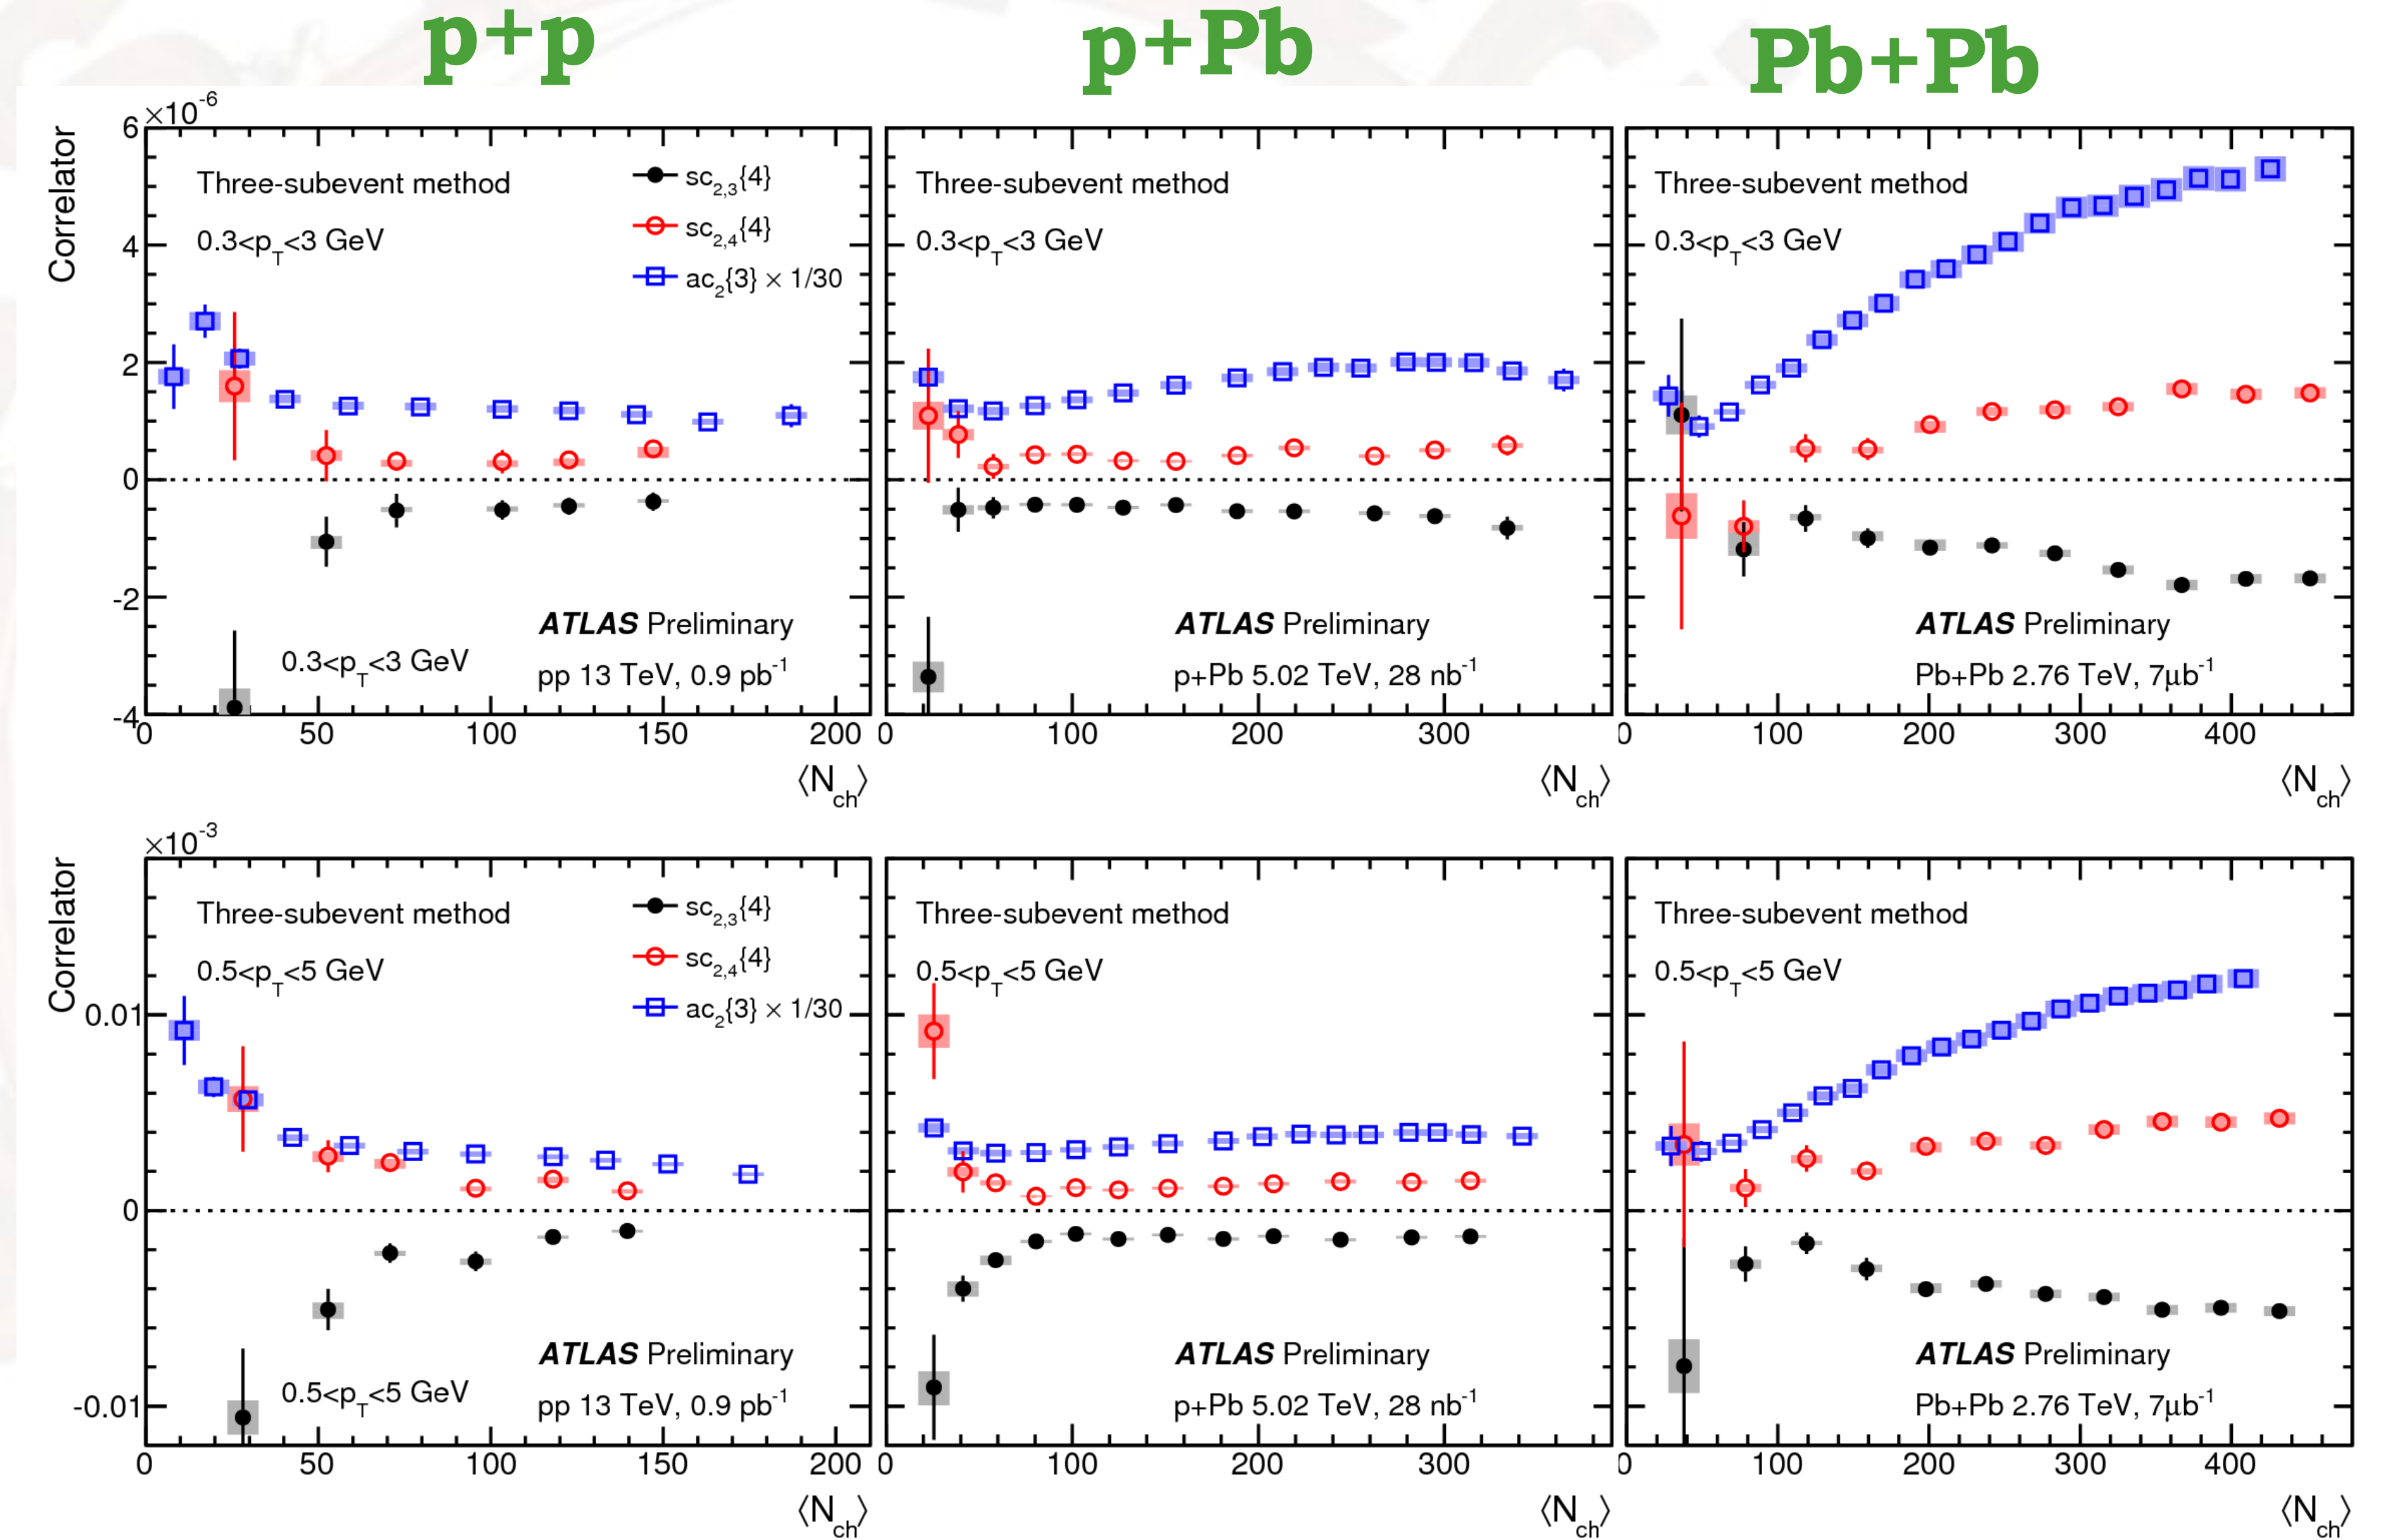 p+p
p+Pb
Pb+Pb
×10⁻⁶
Correlator
6
4
2
0
-2
-4
Three-subevent method
0.3<p_T<3 GeV
sc_2,3{4}
sc_2,4{4}
ac_2{3} × 1/30
0.3<p_T<3 GeV
ATLAS Preliminary
pp 13 TeV, 0.9 pb⁻¹
0 50 100 150 200
⟨N_ch⟩
Three-subevent method
0.3<p_T<3 GeV
ATLAS Preliminary
p+Pb 5.02 TeV, 28 nb⁻¹
0 100 200 300
⟨N_ch⟩
Three-subevent method
0.3<p_T<3 GeV
ATLAS Preliminary
Pb+Pb 2.76 TeV, 7μb⁻¹
0 100 200 300 400
⟨N_ch⟩
×10⁻³
Correlator
0.01
0
-0.01
Three-subevent method
0.5<p_T<5 GeV
sc_2,3{4}
sc_2,4{4}
ac_2{3} × 1/30
0.5<p_T<5 GeV
ATLAS Preliminary
pp 13 TeV, 0.9 pb⁻¹
0 50 100 150 200
⟨N_ch⟩
Three-subevent method
0.5<p_T<5 GeV
ATLAS Preliminary
p+Pb 5.02 TeV, 28 nb⁻¹
0 100 200 300
⟨N_ch⟩
Three-subevent method
0.5<p_T<5 GeV
ATLAS Preliminary
Pb+Pb 2.76 TeV, 7μb⁻¹
0 100 200 300 400
⟨N_ch⟩